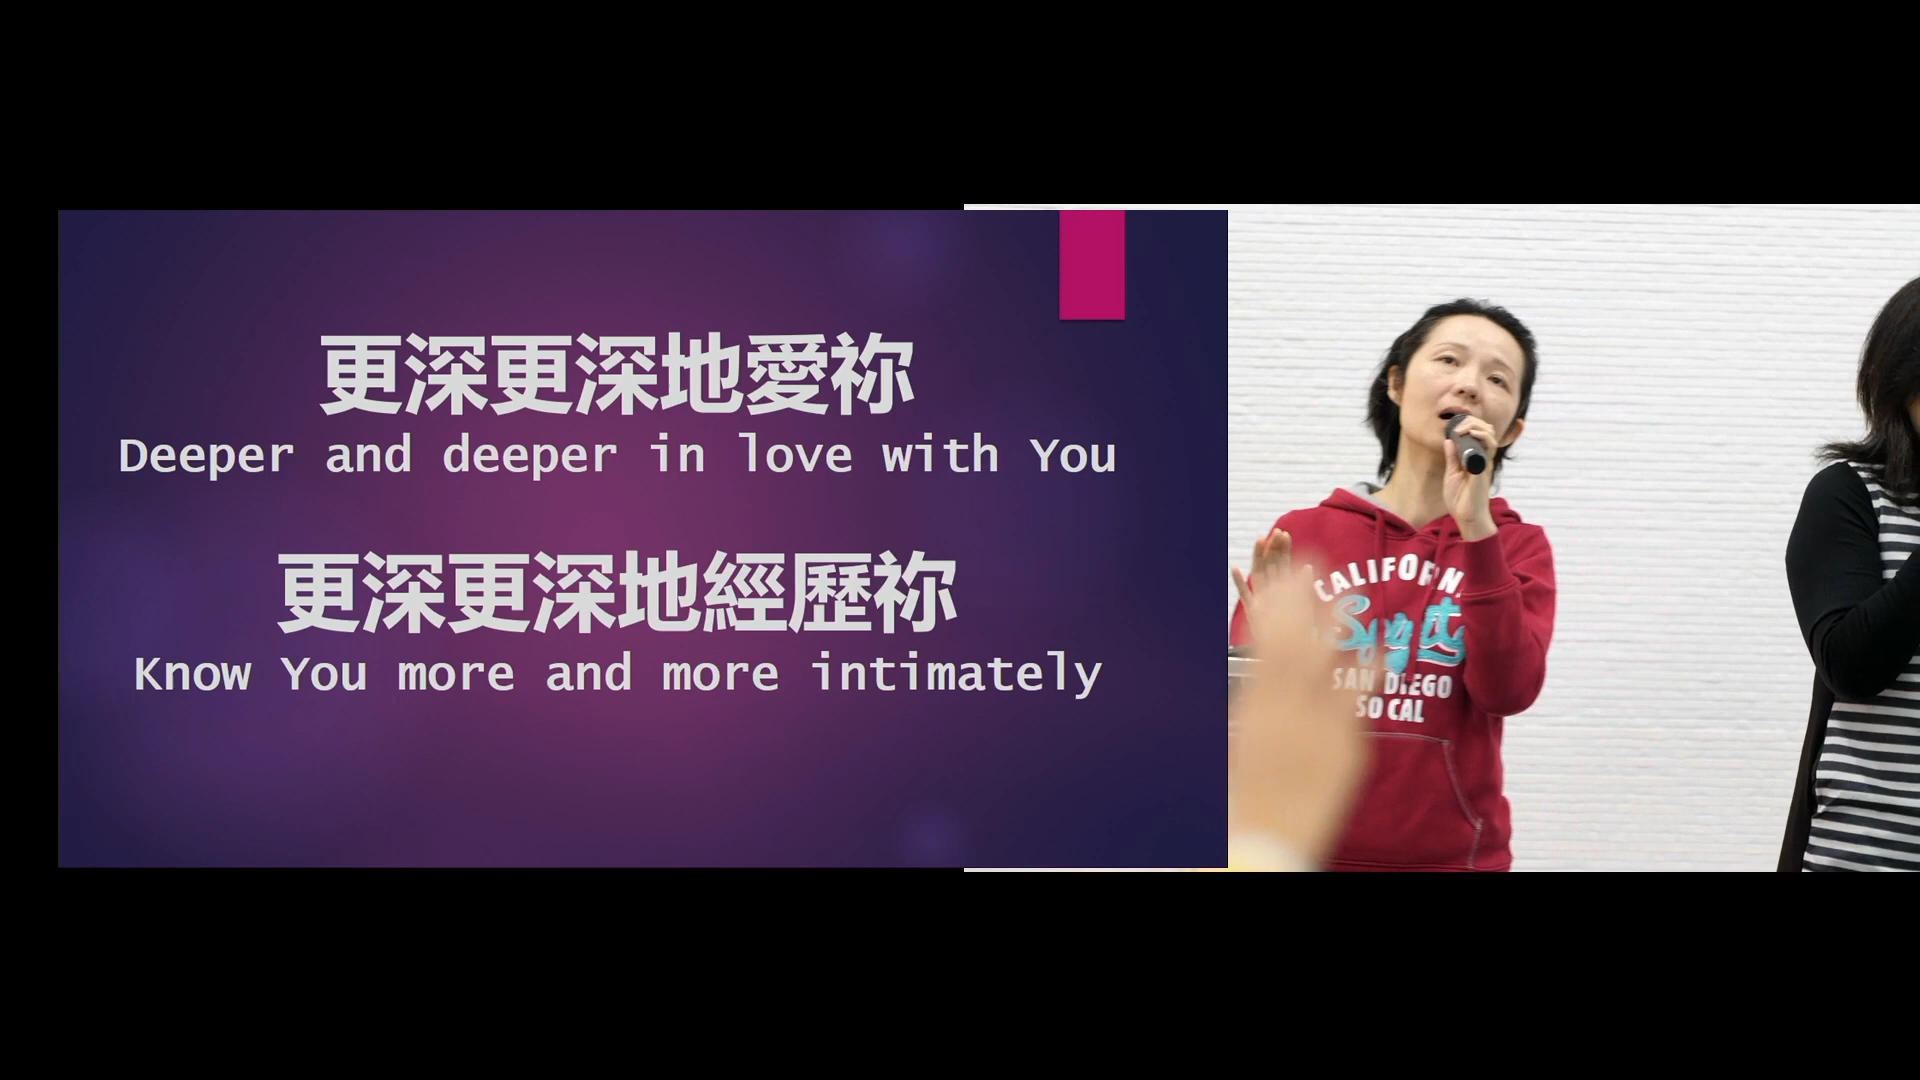 更深更深地愛祢
Deeper and deeper in love with You
更深更深地經歷祢
Know You more and more intimately
CALIFORN
Spirit
SAN DIEGO
SO CAL